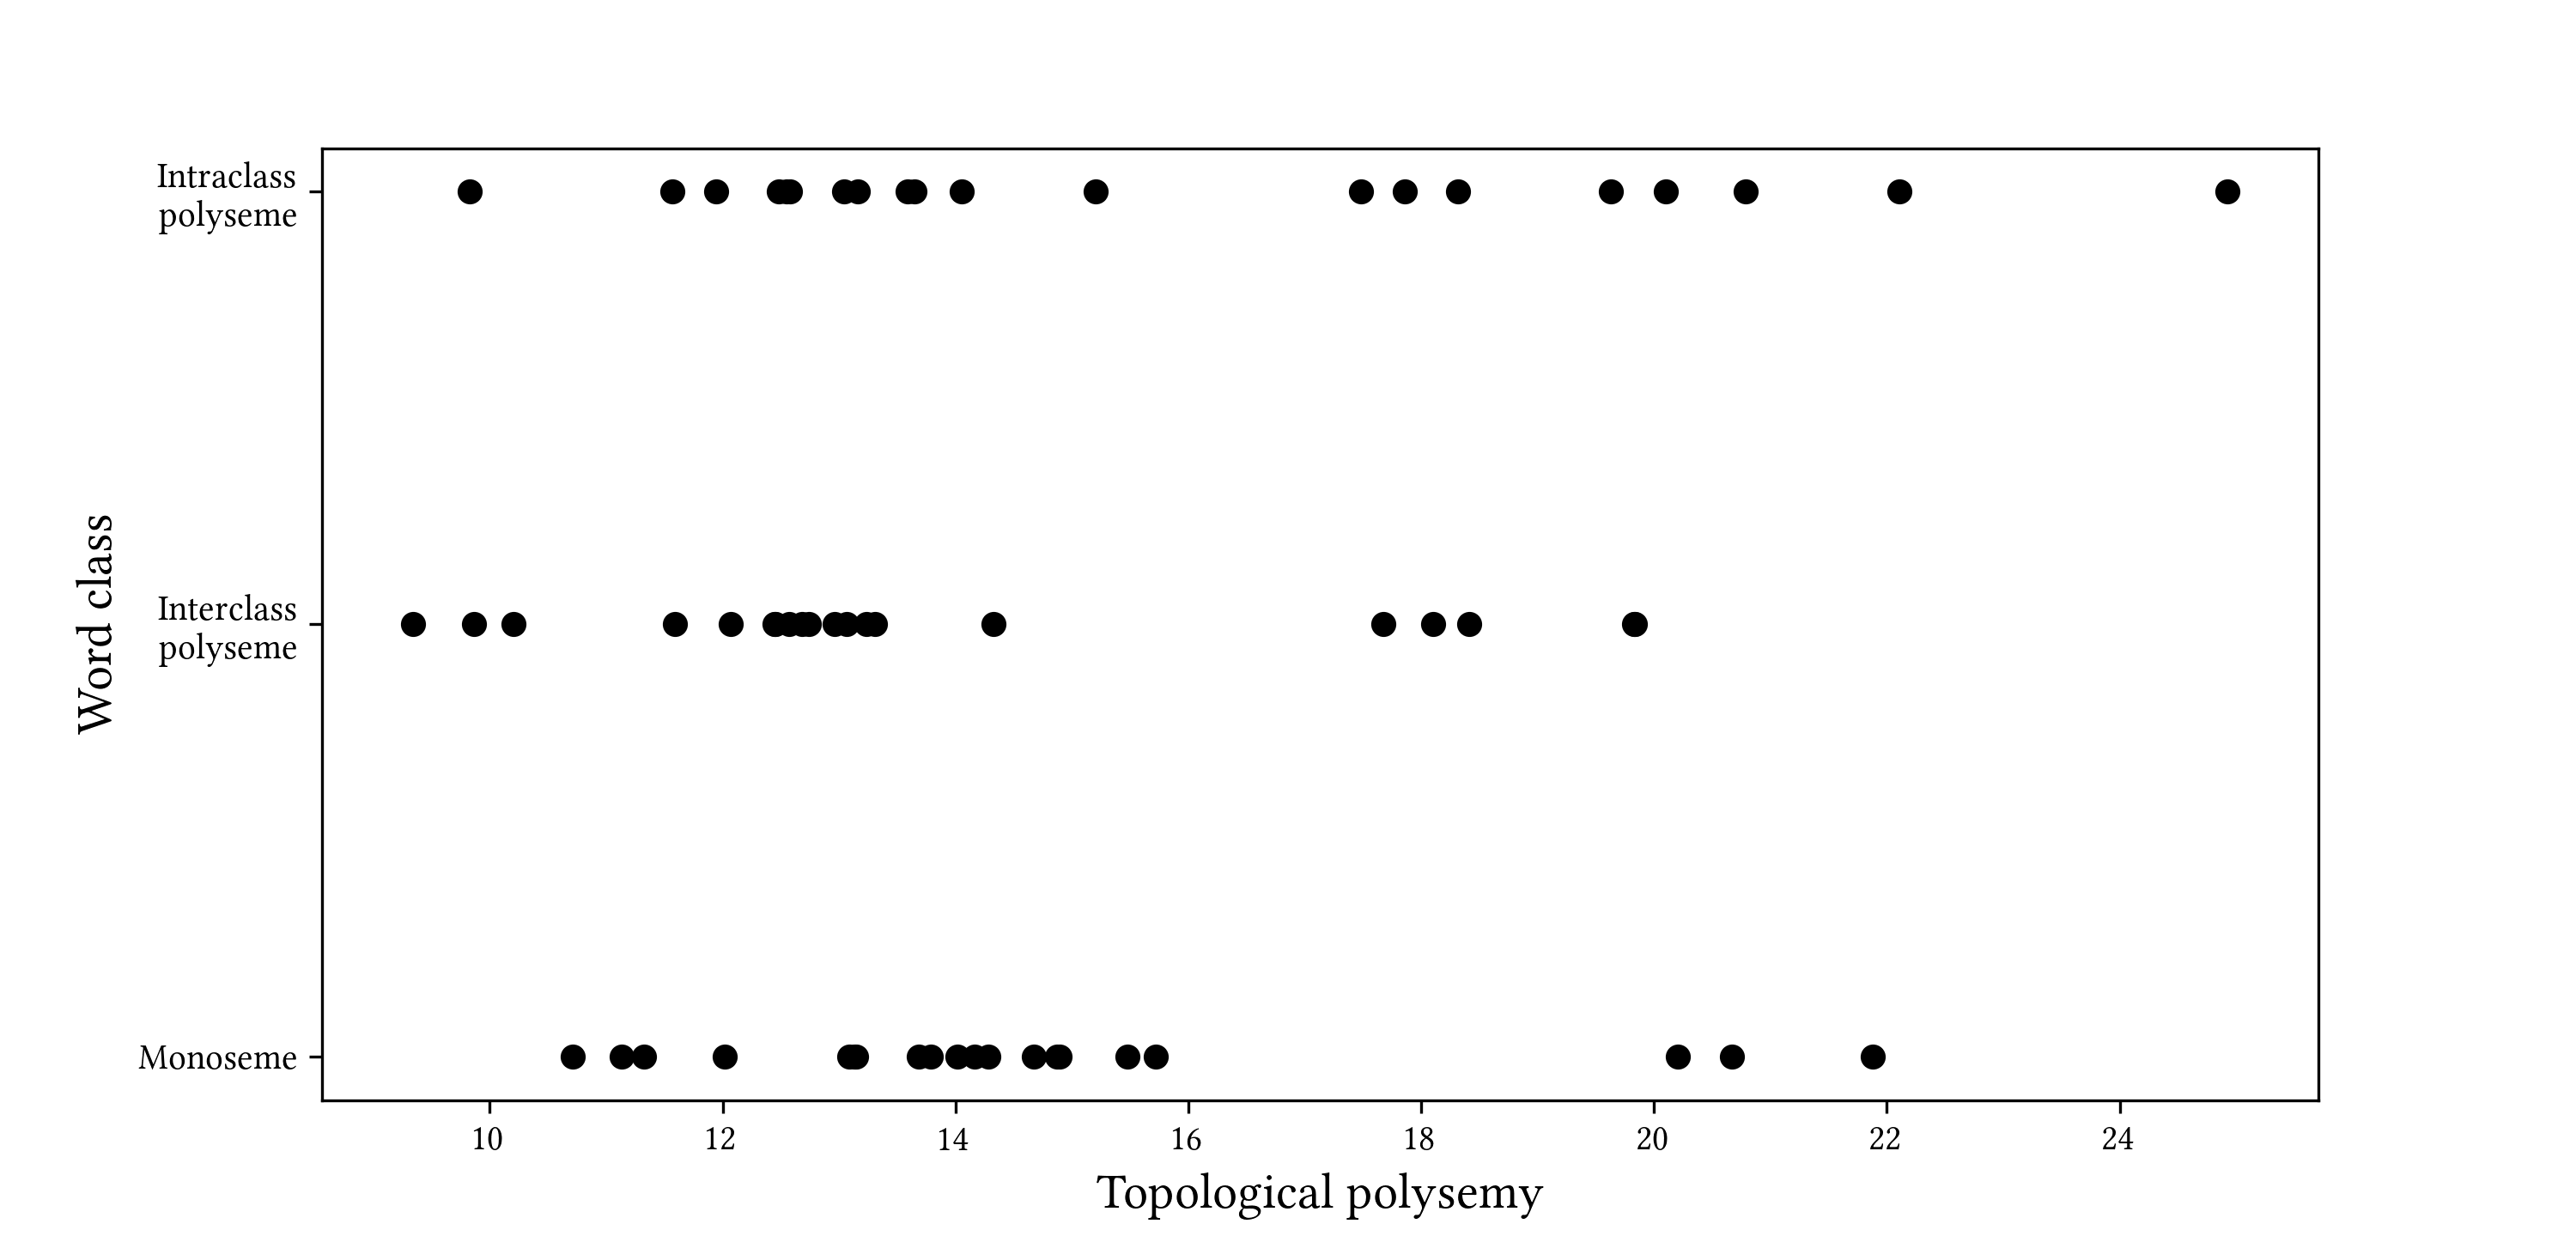 Intraclass
polyseme
Interclass
polyseme
Monoseme
Word class
10 12 14 16 18 20 22 24
Topological polysemy